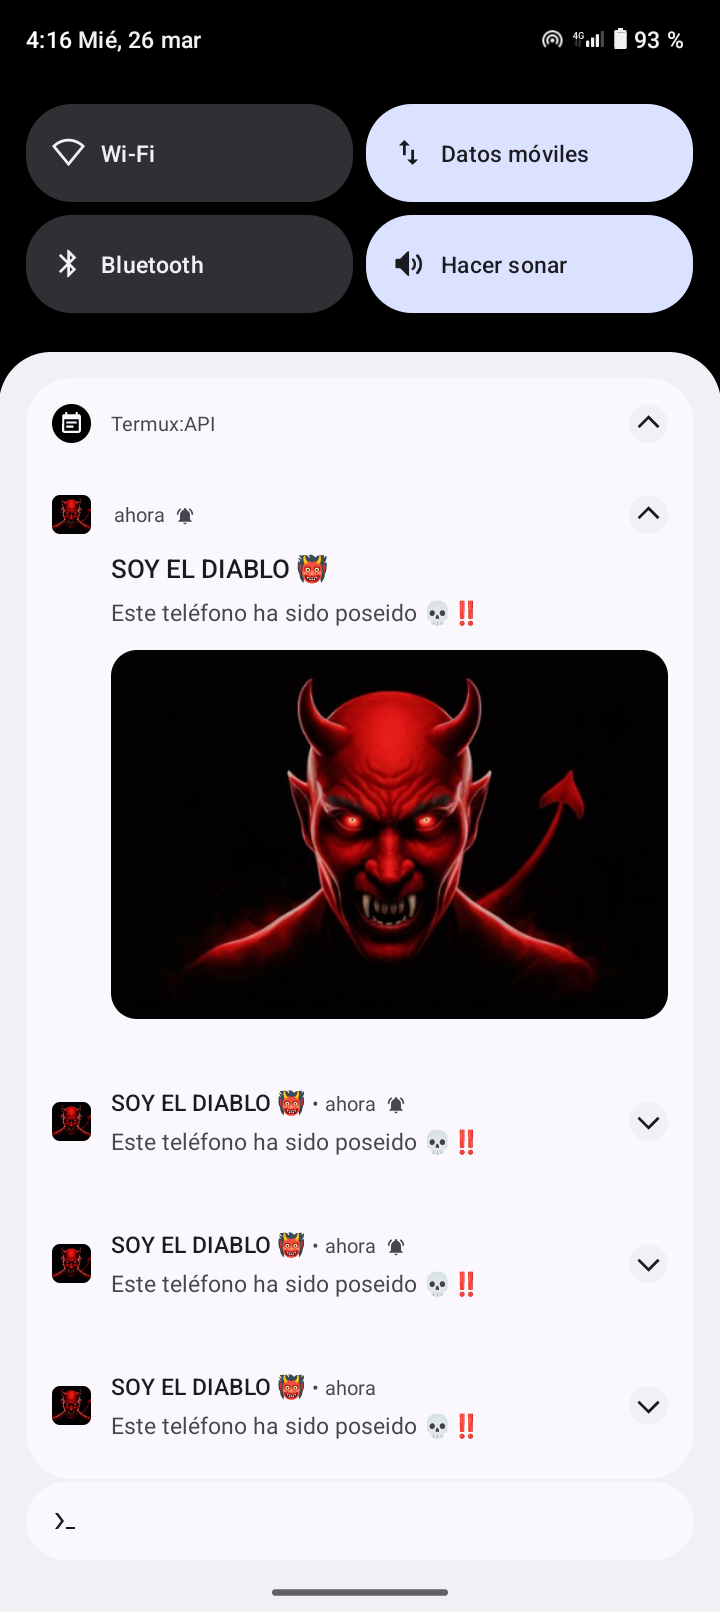 4:16 Mié, 26 mar 4G 93 %
Wi-Fi Datos móviles
Bluetooth Hacer sonar
Termux:API
ahora
SOY EL DIABLO 👹
Este teléfono ha sido poseido 💀‼️
SOY EL DIABLO 👹 • ahora
Este teléfono ha sido poseido 💀‼️
SOY EL DIABLO 👹 • ahora
Este teléfono ha sido poseido 💀‼️
SOY EL DIABLO 👹 • ahora
Este teléfono ha sido poseido 💀‼️